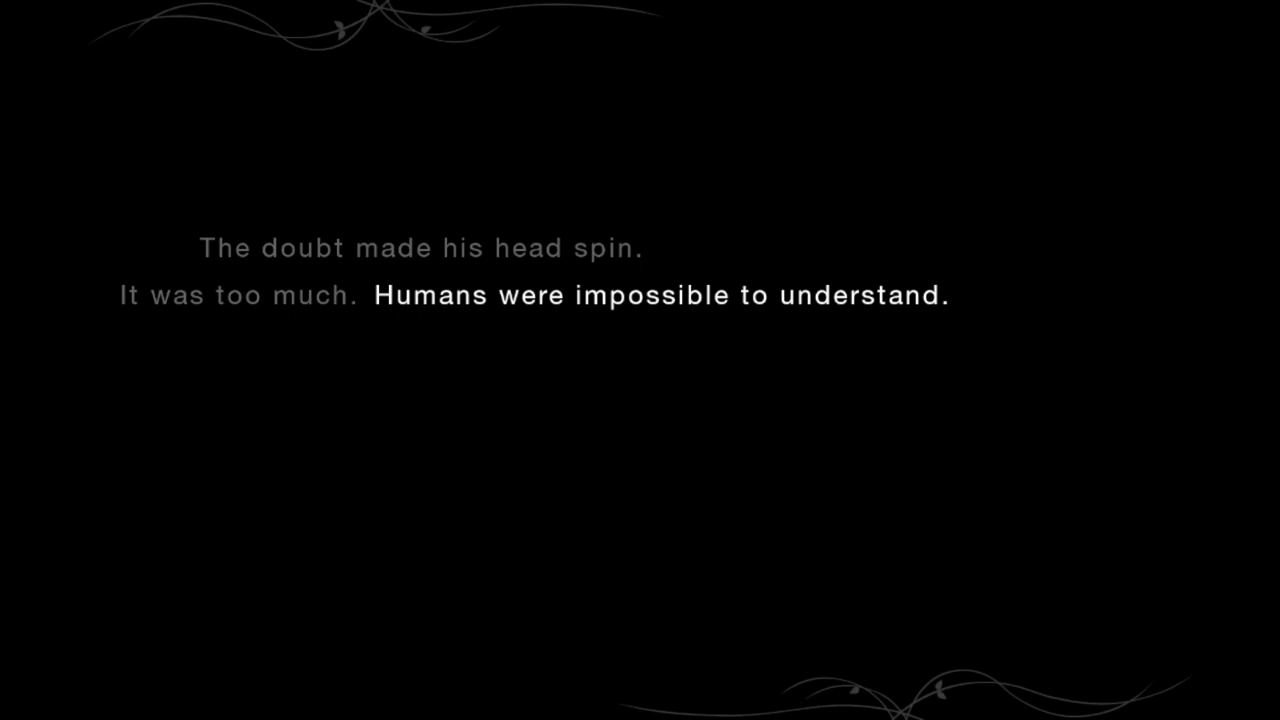 The doubt made his head spin.
It was too much. Humans were impossible to understand.